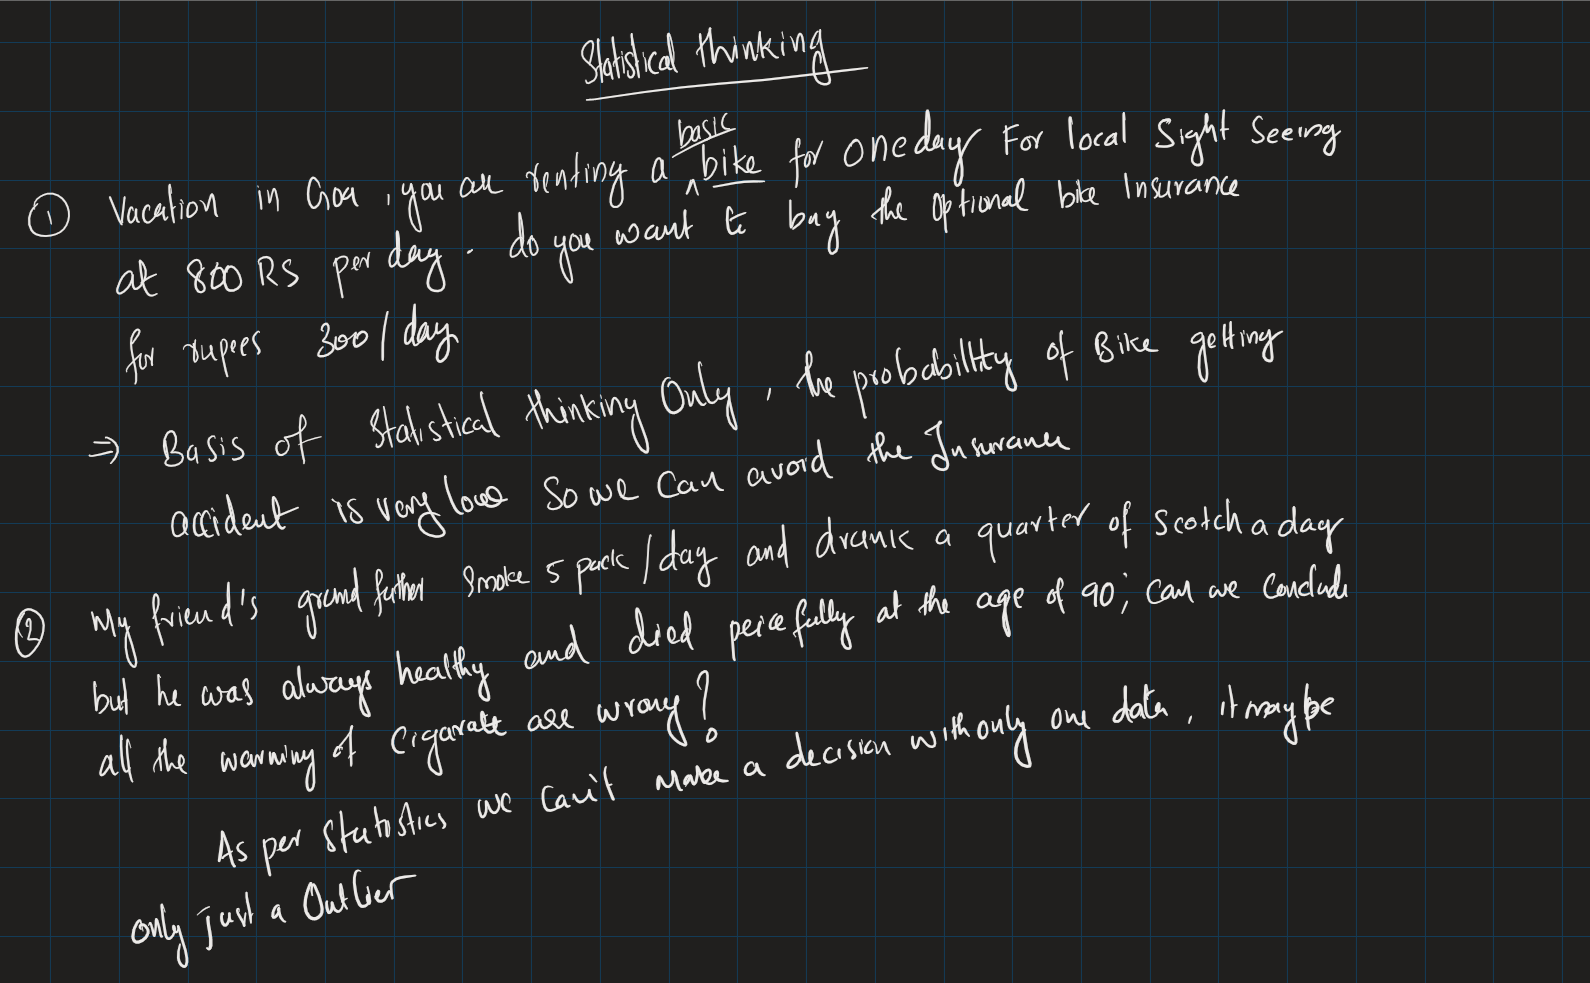 Statistical thinking
① Vacation in Goa , you are renting a basic bike for one day For local Sight Seeing
at 800 RS per day . do you want to buy the optional bike Insurance
for rupees 300/day
⇒ Basis of Statistical thinking Only , the probability of Bike getting
accident is very low So we Can avoid the Insurance
② My friend's grand father smoke 5 pack/day and drank a quarter of scotch a day
but he was always healthy and died peicefully at the age of 90; Can we Conclude
all the warning of Cigaratte are wrong?
As per Statistics we Can't make a decision with only one data , it may be
only just a Outlier